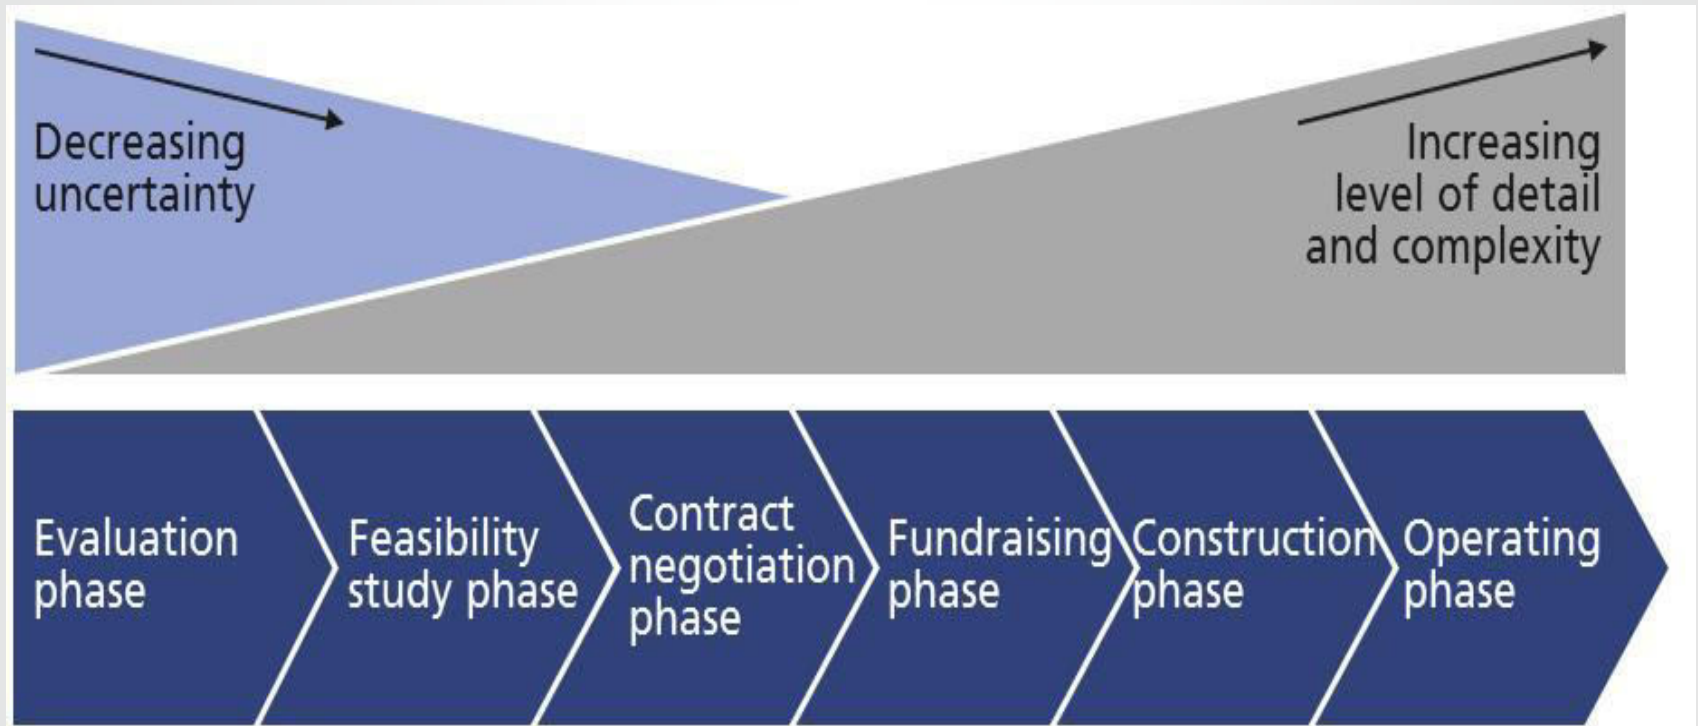 Decreasing
uncertainty
Increasing
level of detail
and complexity
Evaluation
phase
Feasibility
study phase
Contract
negotiation
phase
Fundraising
phase
Construction
phase
Operating
phase